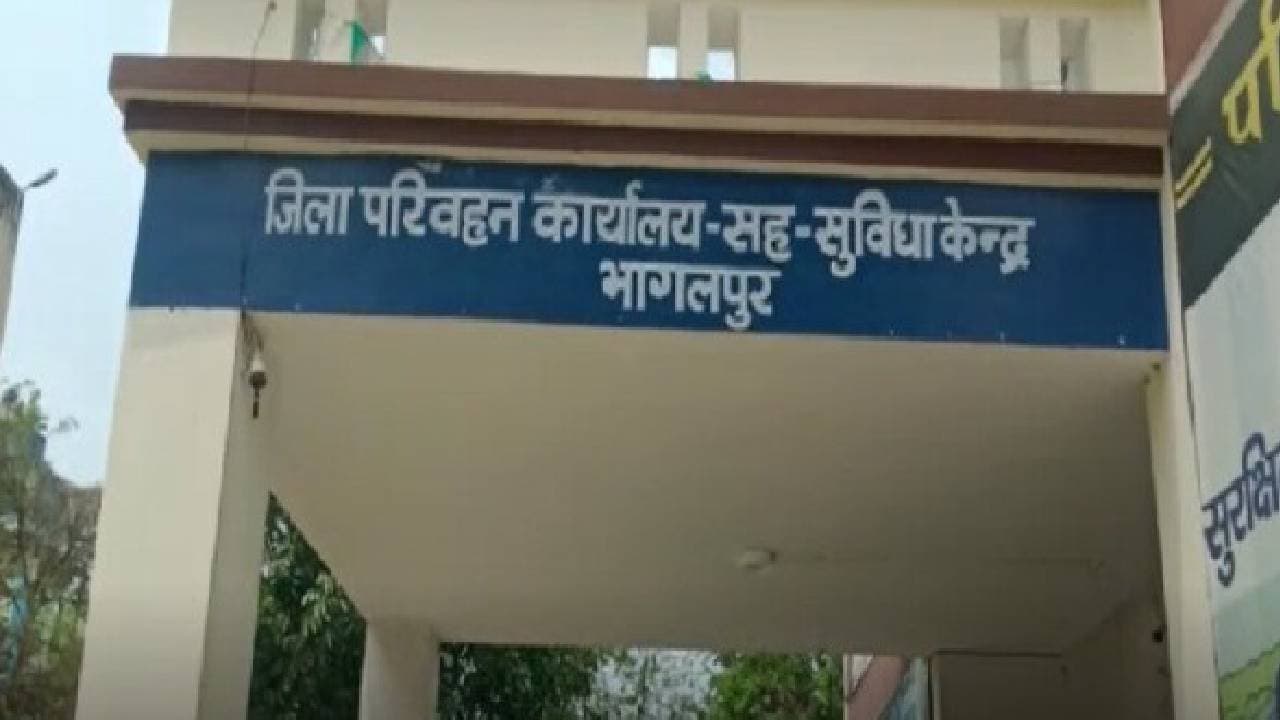 जिला परिवहन कार्यालय-सह-सुविधा केन्द्र
भागलपुर